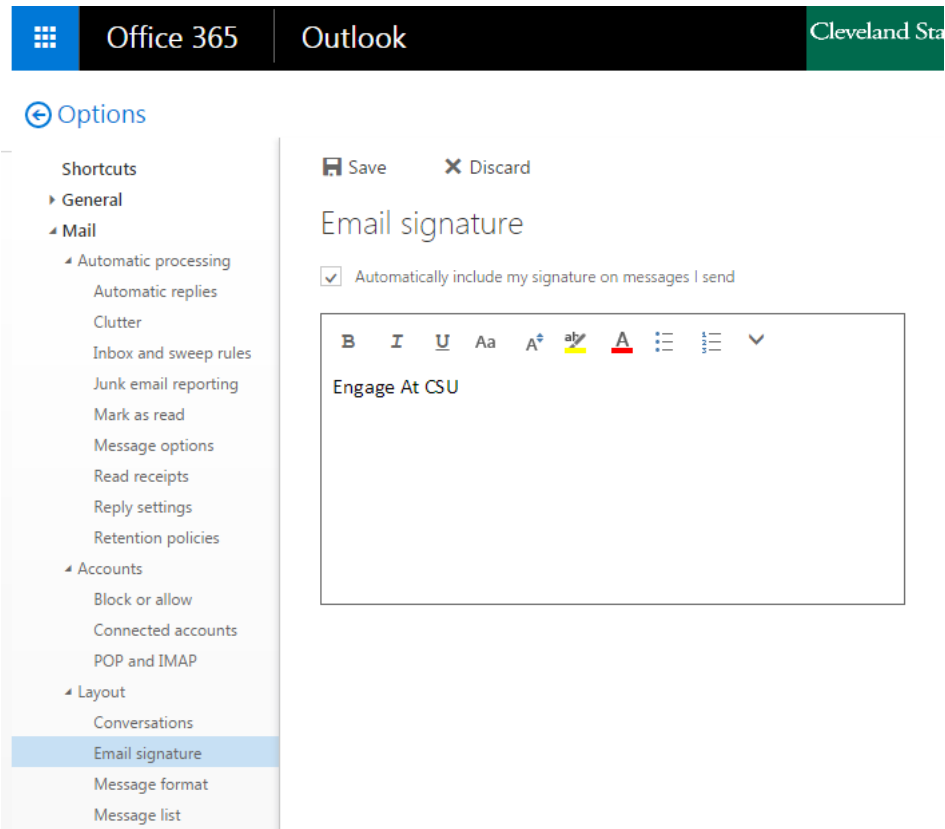 Office 365 Outlook Cleveland Sta
Options
Shortcuts
General
Mail
Automatic processing
Automatic replies
Clutter
Inbox and sweep rules
Junk email reporting
Mark as read
Message options
Read receipts
Reply settings
Retention policies
Accounts
Block or allow
Connected accounts
POP and IMAP
Layout
Conversations
Email signature
Message format
Message list
Save Discard
Email signature
Automatically include my signature on messages I send
B I U Aa A ab A
Engage At CSU